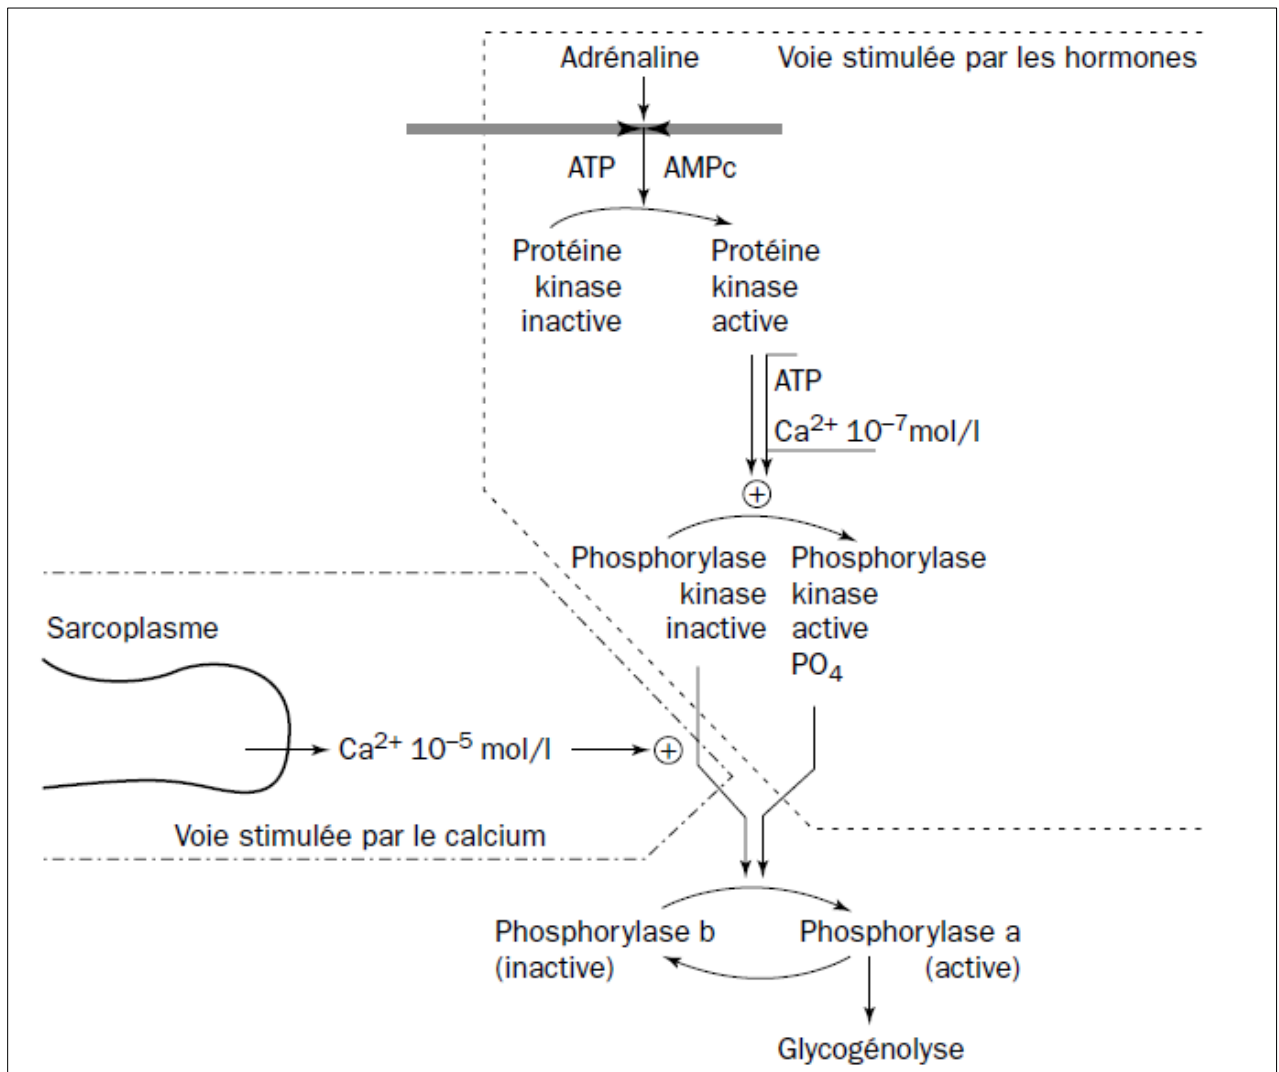 Adrénaline
Voie stimulée par les hormones
ATP
AMPc
Protéine
kinase
inactive
Protéine
kinase
active
ATP
Ca²⁺ 10⁻⁷mol/l
+
Phosphorylase
kinase
inactive
Phosphorylase
kinase
active
PO₄
Sarcoplasme
Ca²⁺ 10⁻⁵ mol/l
+
Voie stimulée par le calcium
Phosphorylase b
(inactive)
Phosphorylase a
(active)
Glycogénolyse